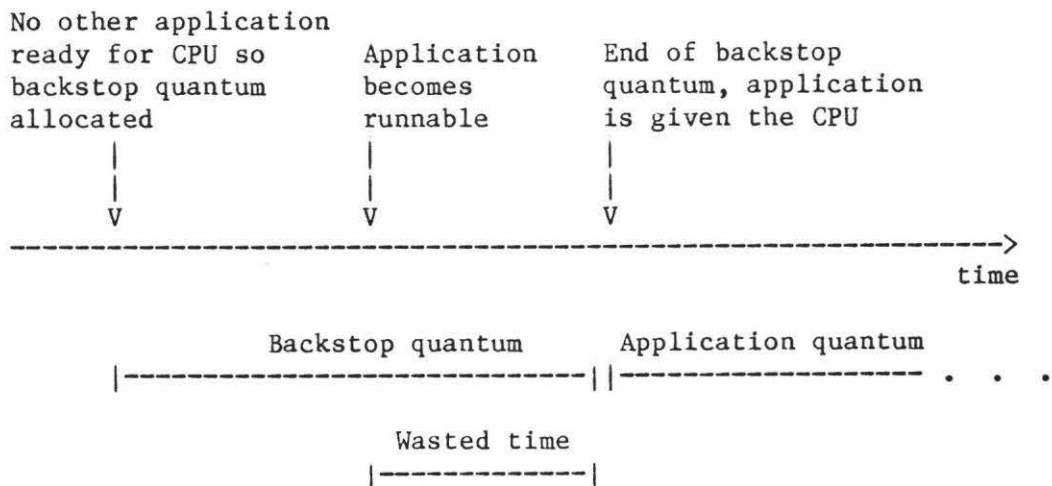 No other application
ready for CPU so
backstop quantum
allocated
Application
becomes
runnable
End of backstop
quantum, application
is given the CPU
time
Backstop quantum
Application quantum . . .
Wasted time